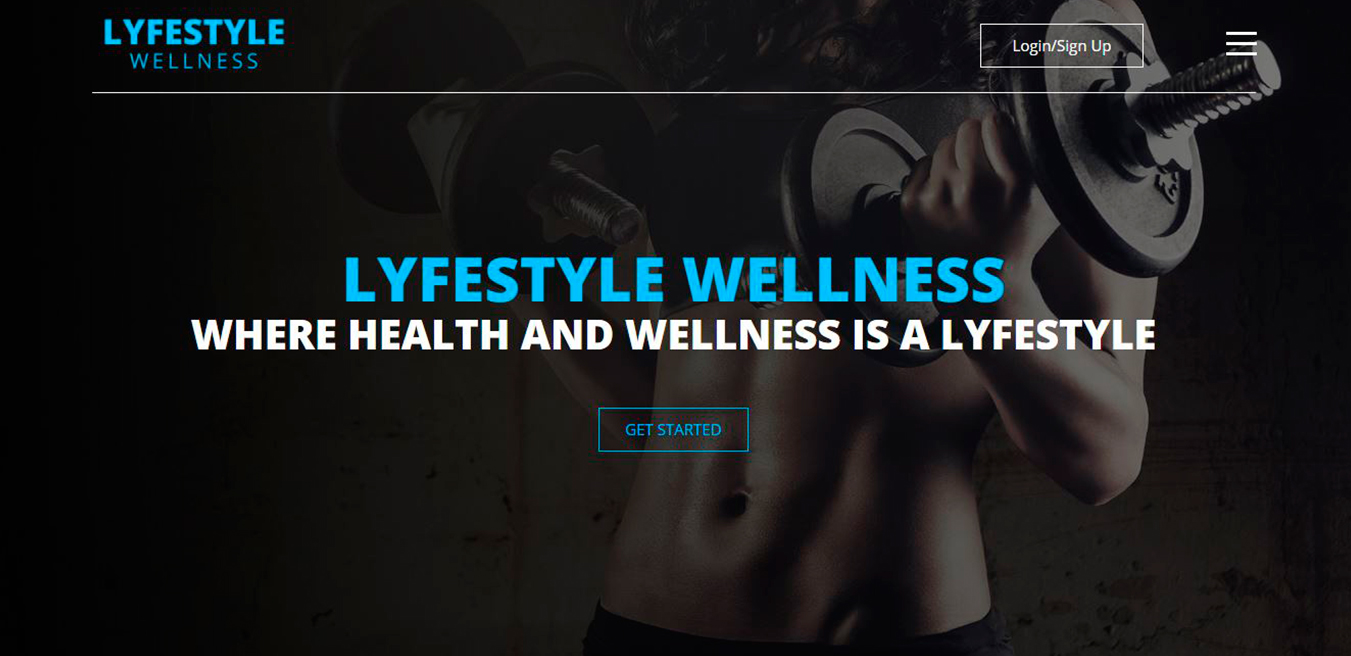 LYFESTYLE
WELLNESS
Login/Sign Up
LYFESTYLE WELLNESS
WHERE HEALTH AND WELLNESS IS A LYFESTYLE
GET STARTED